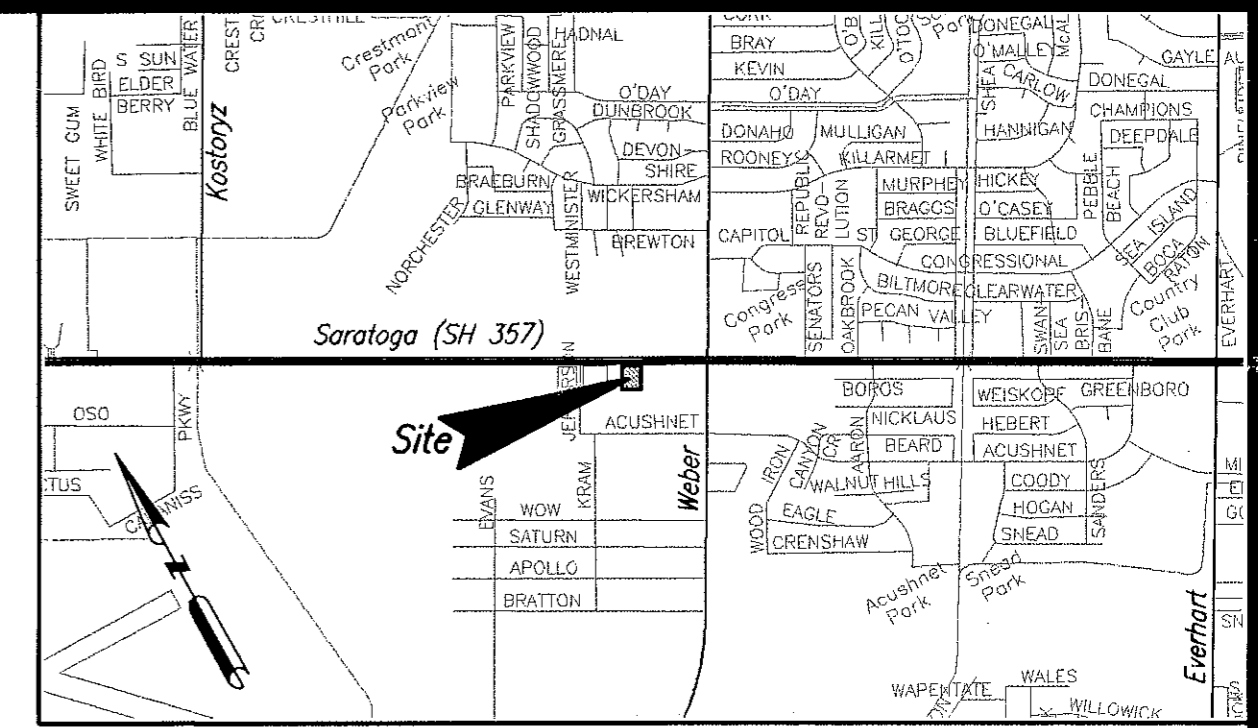 CRESTHILL
CREST
Crestmont
Park
Parkview
Park
S SUN
ELDER
BERRY
BLUE WATER
WHITE BIRD
SWEET GUM
Kostoryz
PARKVIEW
SHADOWWOOD
GRASSMERE
HADNAL
O'DAY
DUNBROOK
DEVON-
SHIRE
BRAEBURN
WICKERSHAM
GLENWAY
WESTMINISTER
NORCHESTER
BREWTON
BRAY
KEVIN
O'DAY
DONAHO
MULLIGAN
ROONEYS
KILLARMET
DONEGAL
O'MALLEY
SHEA
CARLOW
GAYLE
DONEGAL
CHAMPIONS
HANNIGAN
DEEPDALE
PEBBLE
BEACH
MURPHEY
HICKEY
BRAGGS
O'CASEY
REPUBLIC
REVO-
LUTION
CAPITOL
ST GEORGE
BLUEFIELD
CONGRESSIONAL
SEA ISLAND
BOCA
RATON
BILTMORE
CLEARWATER
Congress
Park
SENATORS
OAKBROOK
PECAN VALLEY
SWAN-
SEA
BRIS-
BANE
Country
Club
Park
EVERHART
Saratoga (SH 357)
JEFFERSON
Site
ACUSHNET
OSO
PKWY
EVANS
KRAM
WOW
SATURN
APOLLO
BRATTON
Weber
BOROS
WEISKOPF
GREENBORO
NICKLAUS
HEBERT
BEARD
ACUSHNET
AARON
CANYON
CR
IRON
WOOD
WALNUT HILLS
COODY
EAGLE
HOGAN
SANDERS
CRENSHAW
SNEAD
Acushnet
Park
Snead
Park
Everhart
WAPENTATE
WALES
WILLOWICK